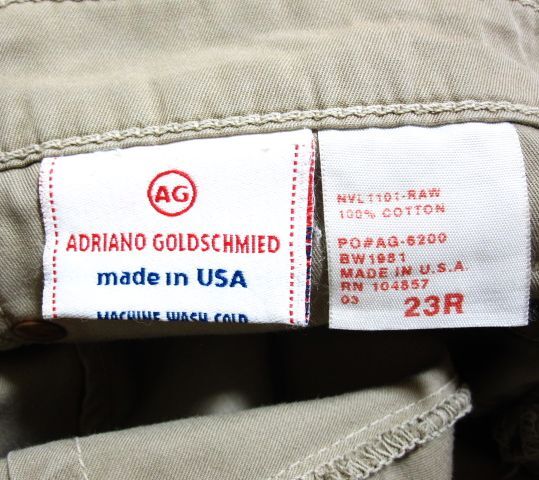 AG
ADRIANO GOLDSCHMIED
made in USA
MACHINE WASH COLD
NVL1101-RAW
100% COTTON
PO#AG-6200
BW1981
MADE IN U.S.A.
RN 104857
03
23R